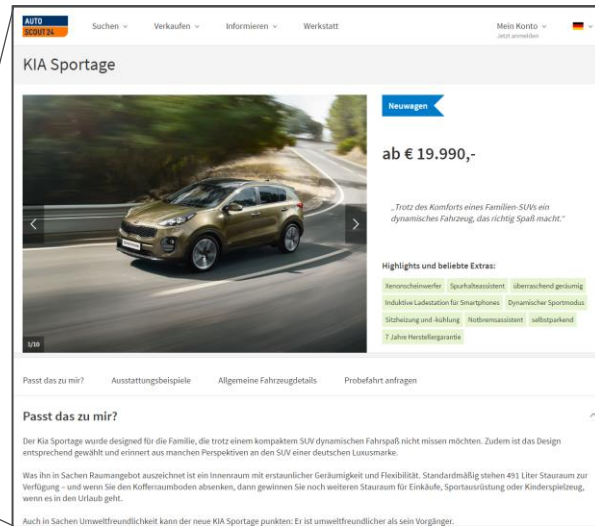 AUTO
SCOUT24
Suchen
Verkaufen
Informieren
Werkstatt
Mein Konto
Jetzt anmelden
KIA Sportage
Neuwagen
ab € 19.990,-
„Trotz des Komforts eines Familien-SUVs ein
dynamisches Fahrzeug, das richtig Spaß macht.“
Highlights und beliebte Extras:
Xenonscheinwerfer Spurhalteassistent überraschend geräumig
Induktive Ladestation für Smartphones Dynamischer Sportmodus
Sitzheizung und -kühlung Notbremsassistent selbstparkend
7 Jahre Herstellergarantie
1/10
Passt das zu mir? Ausstattungsbeispiele Allgemeine Fahrzeugdetails Probefahrt anfragen
Passt das zu mir?
Der Kia Sportage wurde designed für die Familie, die trotz einem kompaktem SUV dynamischen Fahrspaß nicht missen möchten. Zudem ist das Design
entsprechend gewählt und erinnert aus manchen Perspektiven an den SUV einer deutschen Luxusmarke.
Was ihn in Sachen Raumangebot auszeichnet ist ein Innenraum mit erstaunlicher Geräumigkeit und Flexibilität. Standardmäßig stehen 491 Liter Stauraum zur
Verfügung – und wenn Sie den Kofferraumboden absenken, dann gewinnen Sie noch weiteren Stauraum für Einkäufe, Sportausrüstung oder Kinderspielzeug,
wenn es in den Urlaub geht.
Auch in Sachen Umweltfreundlichkeit kann der neue KIA Sportage punkten: Er ist umweltfreundlicher als sein Vorgänger.